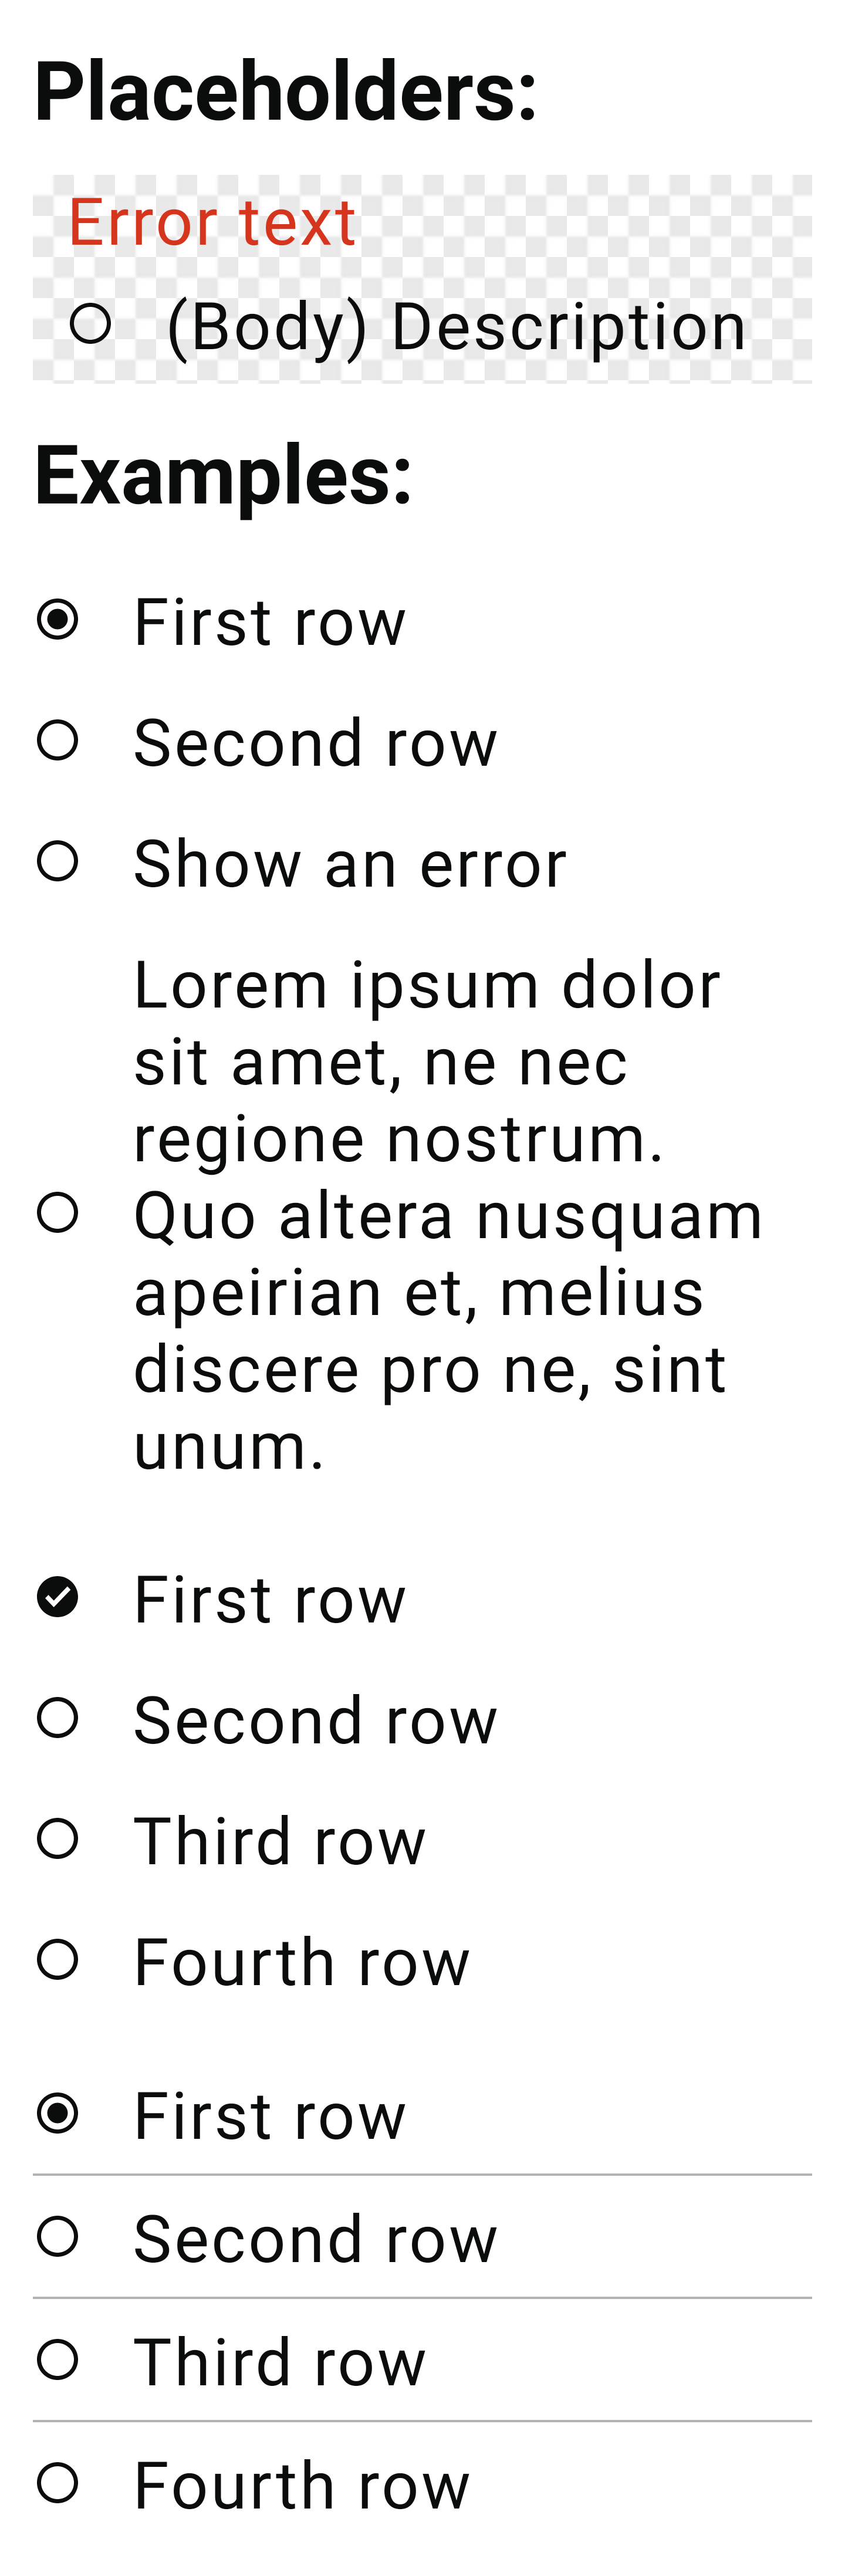 Placeholders:
Error text
(Body) Description
Examples:
First row
Second row
Show an error
Lorem ipsum dolor
sit amet, ne nec
regione nostrum.
Quo altera nusquam
apeirian et, melius
discere pro ne, sint
unum.
First row
Second row
Third row
Fourth row
First row
Second row
Third row
Fourth row